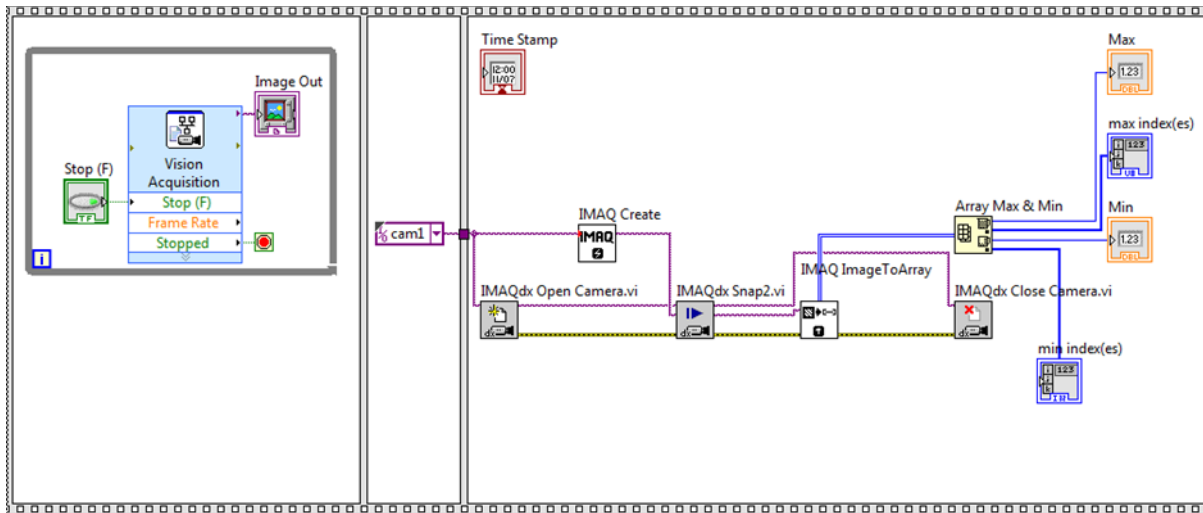 Image Out
Vision
Acquisition
Stop (F)
TF
Stop (F)
Frame Rate
Stopped
i
cam1
Time Stamp
12:00
11/07
IMAQ Create
IMAQ
IMAQdx Open Camera.vi
IMAQdx Snap2.vi
IMAQ ImageToArray
IMAQdx Close Camera.vi
Array Max & Min
Max
1.23
DBL
max index(es)
123
Min
1.23
DBL
min index(es)
123